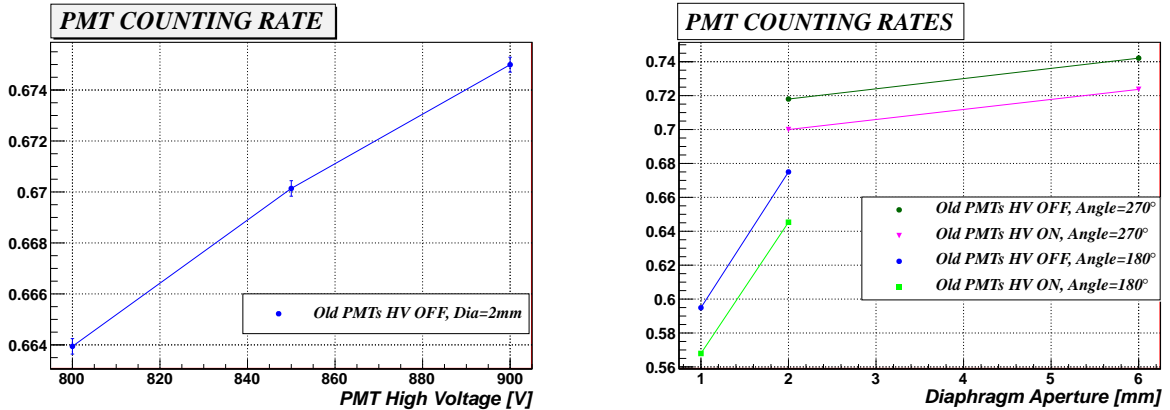 PMT COUNTING RATE
0.674
0.672
0.67
0.668
0.666
0.664
Old PMTs HV OFF, Dia=2mm
800 820 840 860 880 900
PMT High Voltage [V]
PMT COUNTING RATES
0.74
0.72
0.7
0.68
0.66
0.64
0.62
0.6
0.58
0.56
Old PMTs HV OFF, Angle=270°
Old PMTs HV ON, Angle=270°
Old PMTs HV OFF, Angle=180°
Old PMTs HV ON, Angle=180°
1 2 3 4 5 6
Diaphragm Aperture [mm]